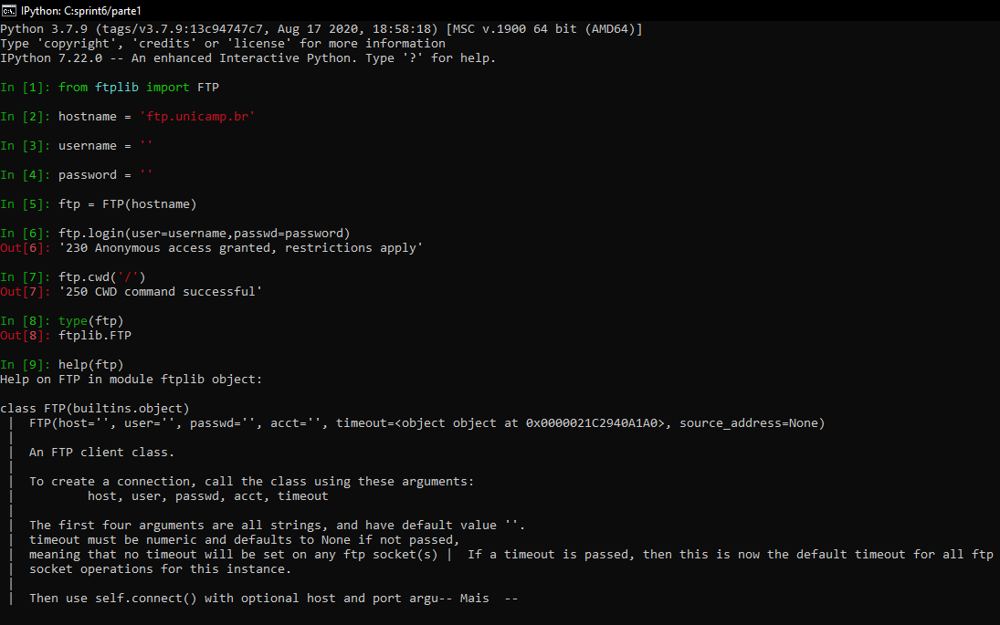 IPython: C:sprint6/parte1
Python 3.7.9 (tags/v3.7.9:13c94747c7, Aug 17 2020, 18:58:18) [MSC v.1900 64 bit (AMD64)]
Type 'copyright', 'credits' or 'license' for more information
IPython 7.22.0 -- An enhanced Interactive Python. Type '?' for help.
In [1]: from ftplib import FTP
In [2]: hostname = 'ftp.unicamp.br'
In [3]: username = ''
In [4]: password = ''
In [5]: ftp = FTP(hostname)
In [6]: ftp.login(user=username,passwd=password)
Out[6]: '230 Anonymous access granted, restrictions apply'
In [7]: ftp.cwd('/')
Out[7]: '250 CWD command successful'
In [8]: type(ftp)
Out[8]: ftplib.FTP
In [9]: help(ftp)
Help on FTP in module ftplib object:
class FTP(builtins.object)
 |  FTP(host='', user='', passwd='', acct='', timeout=<object object at 0x0000021C2940A1A0>, source_address=None)
 |
 |  An FTP client class.
 |
 |  To create a connection, call the class using these arguments:
 |          host, user, passwd, acct, timeout
 |
 |  The first four arguments are all strings, and have default value ''.
 |  timeout must be numeric and defaults to None if not passed,
 |  meaning that no timeout will be set on any ftp socket(s) |  If a timeout is passed, then this is now the default timeout for all ftp
 |  socket operations for this instance.
 |
 |  Then use self.connect() with optional host and port argu-- Mais  --